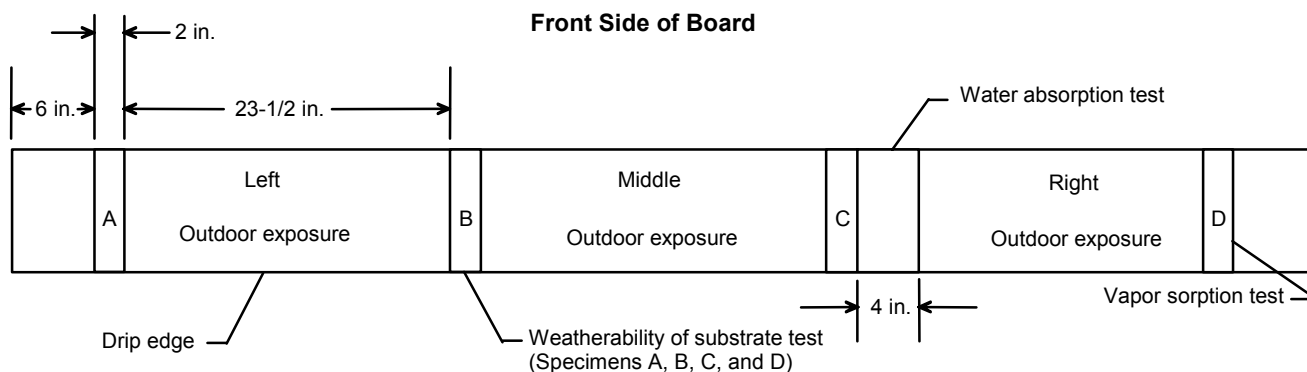 Front Side of Board
2 in.
6 in.
23-1/2 in.
Water absorption test
Left
Middle
Right
A
B
C
D
Outdoor exposure
Outdoor exposure
Outdoor exposure
4 in.
Vapor sorption test
Drip edge
Weatherability of substrate test
(Specimens A, B, C, and D)